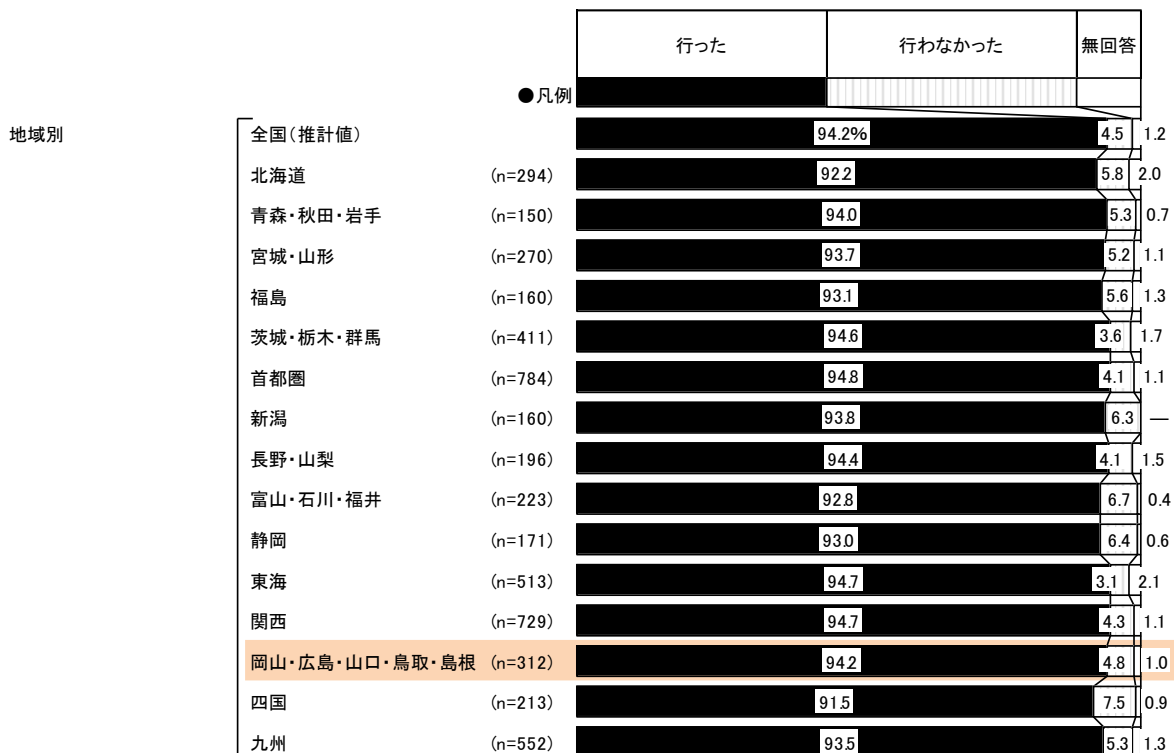 行った 行わなかった 無回答
●凡例
地域別 全国(推計値) 94.2% 4.5 1.2
北海道 (n=294) 92.2 5.8 2.0
青森・秋田・岩手 (n=150) 94.0 5.3 0.7
宮城・山形 (n=270) 93.7 5.2 1.1
福島 (n=160) 93.1 5.6 1.3
茨城・栃木・群馬 (n=411) 94.6 3.6 1.7
首都圏 (n=784) 94.8 4.1 1.1
新潟 (n=160) 93.8 6.3 ―
長野・山梨 (n=196) 94.4 4.1 1.5
富山・石川・福井 (n=223) 92.8 6.7 0.4
静岡 (n=171) 93.0 6.4 0.6
東海 (n=513) 94.7 3.1 2.1
関西 (n=729) 94.7 4.3 1.1
岡山・広島・山口・鳥取・島根 (n=312) 94.2 4.8 1.0
四国 (n=213) 91.5 7.5 0.9
九州 (n=552) 93.5 5.3 1.3